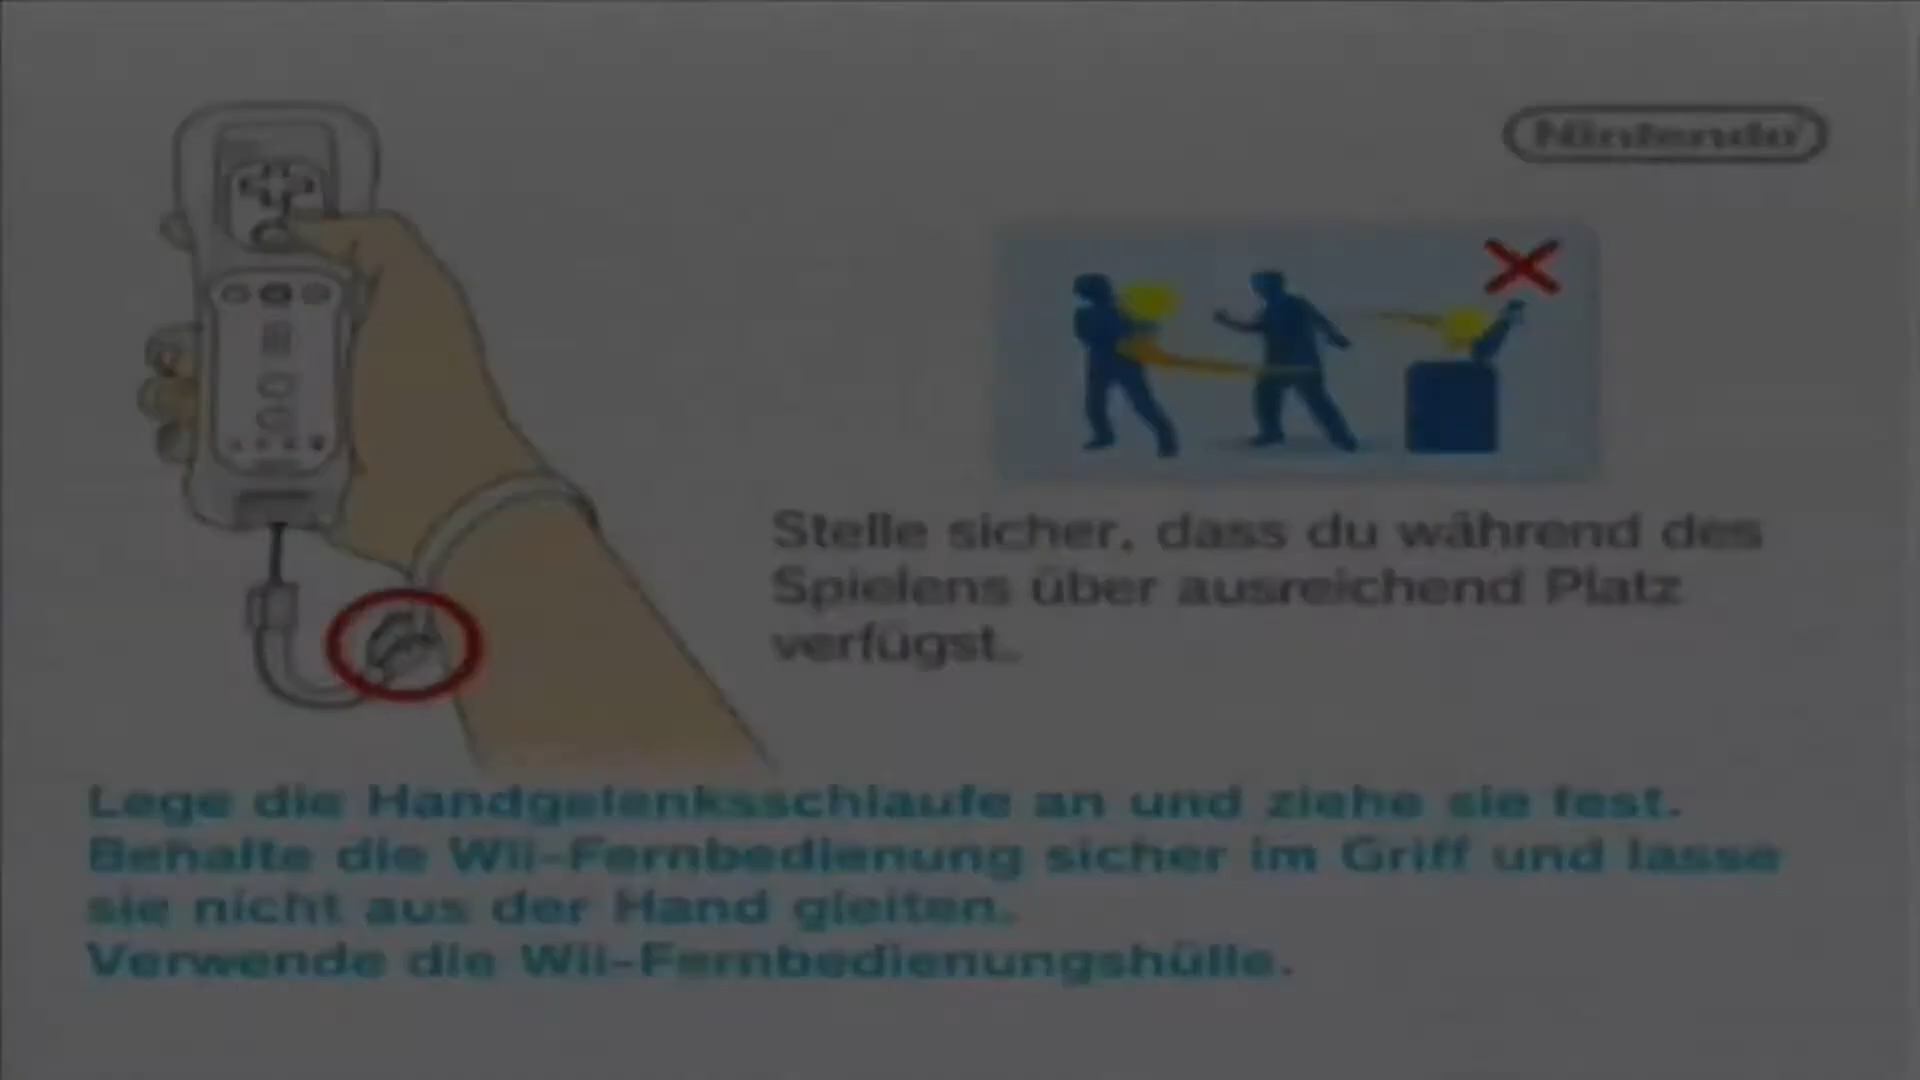 Nintendo
Stelle sicher, dass du während des
Spielens über ausreichend Platz
verfügst.
Lege die Handgelenksschlaufe an und ziehe sie fest.
Behalte die Wii-Fernbedienung sicher im Griff und lasse
sie nicht aus der Hand gleiten.
Verwende die Wii-Fernbedienungshülle.